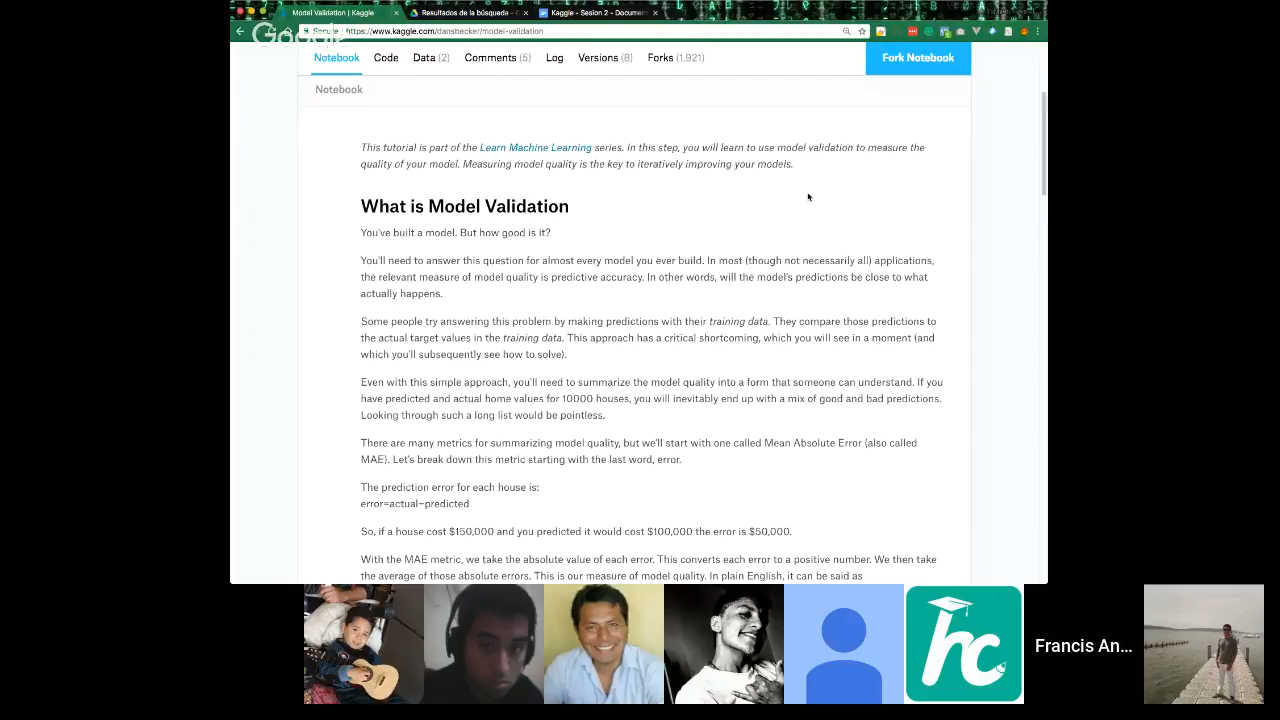 Model Validation | Kaggle
Resultados de la búsqueda -
Kaggle - Sesion 2 - Documen
Google
Secure
https://www.kaggle.com/dansbecker/model-validation
Notebook Code Data (2) Comments (5) Log Versions (8) Forks (1,921) Fork Notebook
Notebook
This tutorial is part of the Learn Machine Learning series. In this step, you will learn to use model validation to measure the
quality of your model. Measuring model quality is the key to iteratively improving your models.
What is Model Validation
You've built a model. But how good is it?
You'll need to answer this question for almost every model you ever build. In most (though not necessarily all) applications,
the relevant measure of model quality is predictive accuracy. In other words, will the model's predictions be close to what
actually happens.
Some people try answering this problem by making predictions with their training data. They compare those predictions to
the actual target values in the training data. This approach has a critical shortcoming, which you will see in a moment (and
which you'll subsequently see how to solve).
Even with this simple approach, you'll need to summarize the model quality into a form that someone can understand. If you
have predicted and actual home values for 10000 houses, you will inevitably end up with a mix of good and bad predictions.
Looking through such a long list would be pointless.
There are many metrics for summarizing model quality, but we'll start with one called Mean Absolute Error (also called
MAE). Let's break down this metric starting with the last word, error.
The prediction error for each house is:
error=actual−predicted
So, if a house cost $150,000 and you predicted it would cost $100,000 the error is $50,000.
With the MAE metric, we take the absolute value of each error. This converts each error to a positive number. We then take
the average of those absolute errors. This is our measure of model quality. In plain English, it can be said as
hc
Francis An...